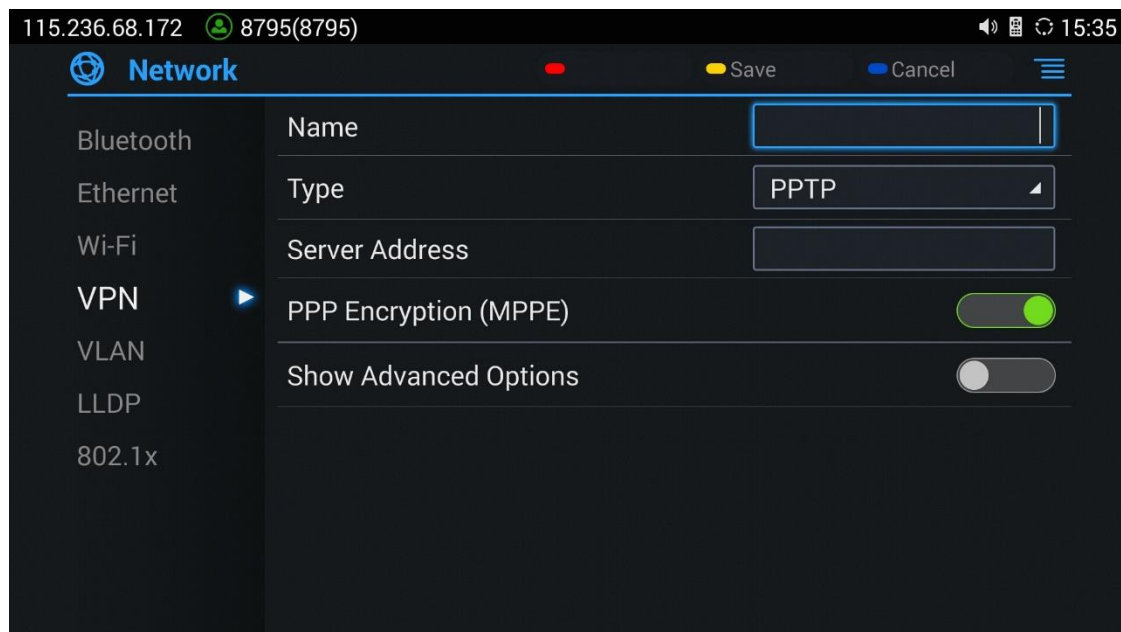 115.236.68.172 8795(8795) 15:35
Network Save Cancel
Bluetooth
Ethernet
Wi-Fi
VPN
VLAN
LLDP
802.1x
Name
Type PPTP
Server Address
PPP Encryption (MPPE)
Show Advanced Options